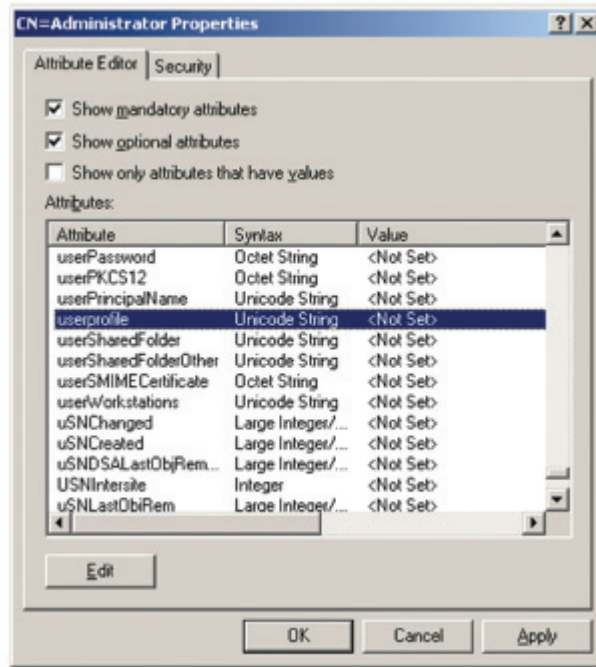 CN=Administrator Properties
Attribute Editor Security
Show mandatory attributes
Show optional attributes
Show only attributes that have values
Attributes:
Attribute Syntax Value
userPassword Octet String <Not Set>
userPKCS12 Octet String <Not Set>
userPrincipalName Unicode String <Not Set>
userprofile Unicode String <Not Set>
userSharedFolder Unicode String <Not Set>
userSharedFolderOther Unicode String <Not Set>
userSMIMECertificate Octet String <Not Set>
userWorkstations Unicode String <Not Set>
uSNChanged Large Integer/... <Not Set>
uSNCreated Large Integer/... <Not Set>
uSNDSALastObjRem... Large Integer/... <Not Set>
USNIntersite Integer <Not Set>
uSNLastObjRem Large Integer/... <Not Set>
Edit
OK Cancel Apply